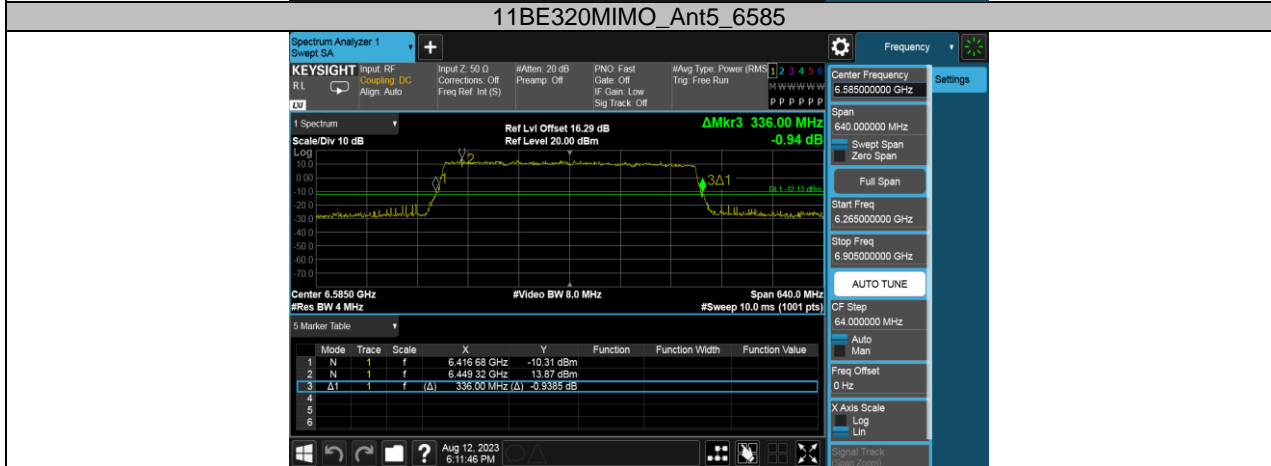 11BE320MIMO_Ant5_6585
Spectrum Analyzer 1
Swept SA
Frequency
KEYSIGHT Input: RF Input Z: 50 Ω #Atten: 20 dB PNO: Fast #Avg Type: Power (RMS 1 2 3 4 5 6
RL Coupling: DC Corrections: Off Preamp: Off Gate: Off Trig: Free Run M W W W W W
Align: Auto Freq Ref: Int (S) IF Gain: Low P P P P P P
LXI Sig Track: Off
1 Spectrum
Scale/Div 10 dB
Ref Lvl Offset 16.29 dB
Ref Level 20.00 dBm
ΔMkr3 336.00 MHz
-0.94 dB
Log
10.0
0.00
-10.0
-20.0
-30.0
-40.0
-50.0
-60.0
-70.0
1
2
3Δ1
DL1 -12.13 dBm
Center 6.5850 GHz #Video BW 8.0 MHz Span 640.0 MHz
#Res BW 4 MHz #Sweep 10.0 ms (1001 pts)
5 Marker Table
Mode Trace Scale X Y Function Function Width Function Value
1 N 1 f 6.416 68 GHz -10.31 dBm
2 N 1 f 6.449 32 GHz 13.87 dBm
3 Δ1 1 f (Δ) 336.00 MHz (Δ) -0.9385 dB
4
5
6
Aug 12, 2023
6:11:46 PM
?
Center Frequency
6.585000000 GHz
Settings
Span
640.000000 MHz
Swept Span
Zero Span
Full Span
Start Freq
6.265000000 GHz
Stop Freq
6.905000000 GHz
AUTO TUNE
CF Step
64.000000 MHz
Auto
Man
Freq Offset
0 Hz
X Axis Scale
Log
Lin
Signal Track
(Span Zoom)